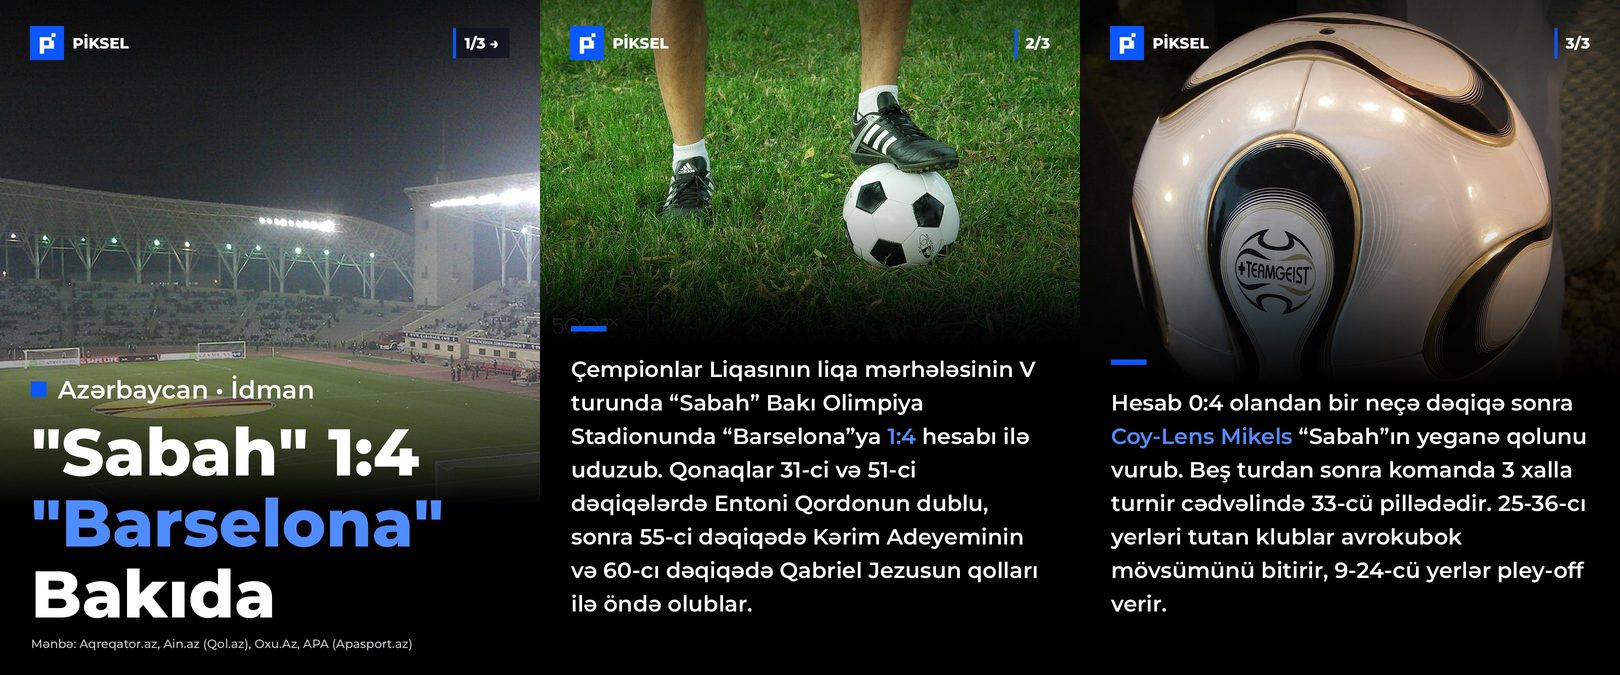 PİKSEL
1/3 →
Azərbaycan • İdman
"Sabah" 1:4
"Barselona"
Bakıda
Mənbə: Aqreqator.az, Ain.az (Qol.az), Oxu.Az, APA (Apasport.az)
PİKSEL
2/3
Çempionlar Liqasının liqa mərhələsinin V
turunda “Sabah” Bakı Olimpiya
Stadionunda “Barselona”ya 1:4 hesabı ilə
uduzub. Qonaqlar 31-ci və 51-ci
dəqiqələrdə Entoni Qordonun dublu,
sonra 55-ci dəqiqədə Kərim Adeyeminin
və 60-cı dəqiqədə Qabriel Jezusun qolları
ilə öndə olublar.
PİKSEL
3/3
+TEAMGEIST
Hesab 0:4 olandan bir neçə dəqiqə sonra
Coy-Lens Mikels “Sabah”ın yeganə qolunu
vurub. Beş turdan sonra komanda 3 xalla
turnir cədvəlində 33-cü pillədədir. 25-36-cı
yerləri tutan klublar avrokubok
mövsümünü bitirir, 9-24-cü yerlər pley-off
verir.